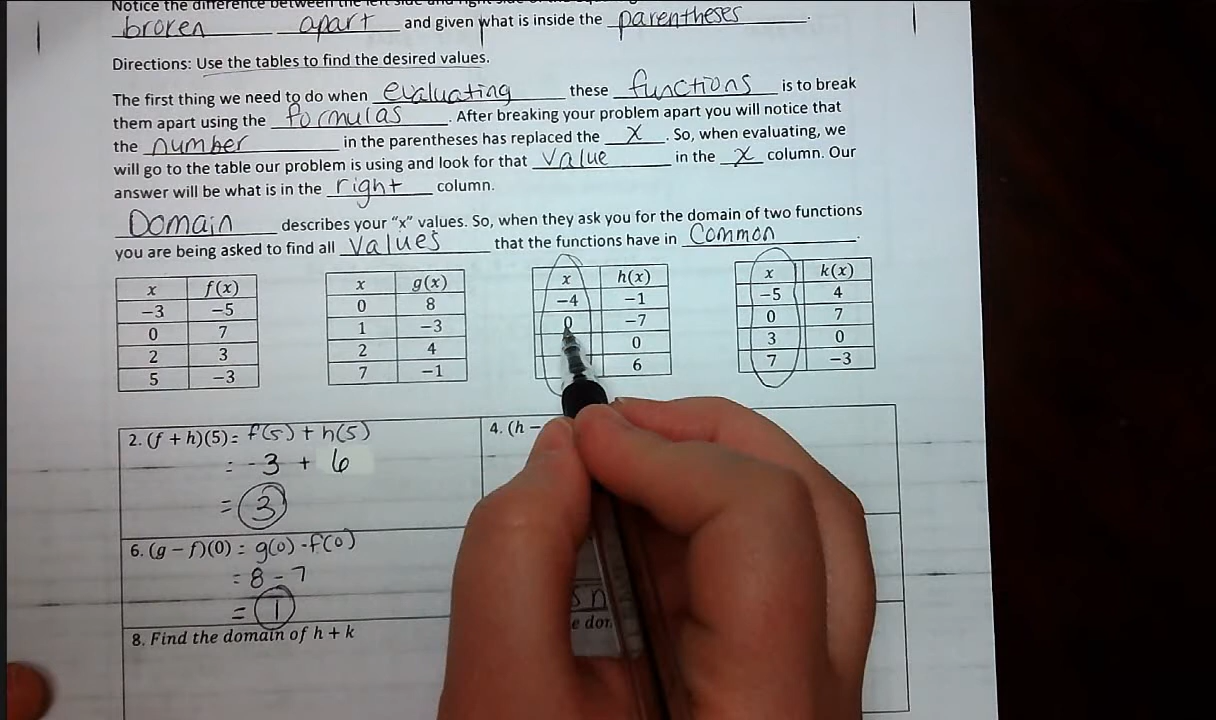 Notice the difference between the left side and right side of the
broken apart and given what is inside the parentheses.
Directions: Use the tables to find the desired values.
The first thing we need to do when evaluating these functions is to break
them apart using the formulas. After breaking your problem apart you will notice that
the number in the parentheses has replaced the x. So, when evaluating, we
will go to the table our problem is using and look for that value in the x column. Our
answer will be what is in the right column.
Domain describes your "x" values. So, when they ask you for the domain of two functions
you are being asked to find all values that the functions have in Common.
x f(x) x g(x) x h(x) x k(x)
−3 −5 0 8 −4 −1 −5 4
0 7 1 −3 0 −7 0 7
2 3 2 4 0 3 0
5 −3 7 −1 6 7 −3
2. (f + h)(5) = f(5) + h(5) 4. (h −
= -3 + 6
= 3
6. (g − f)(0) = g(0) - f(0)
= 8 - 7
= 1
8. Find the domain of h + k